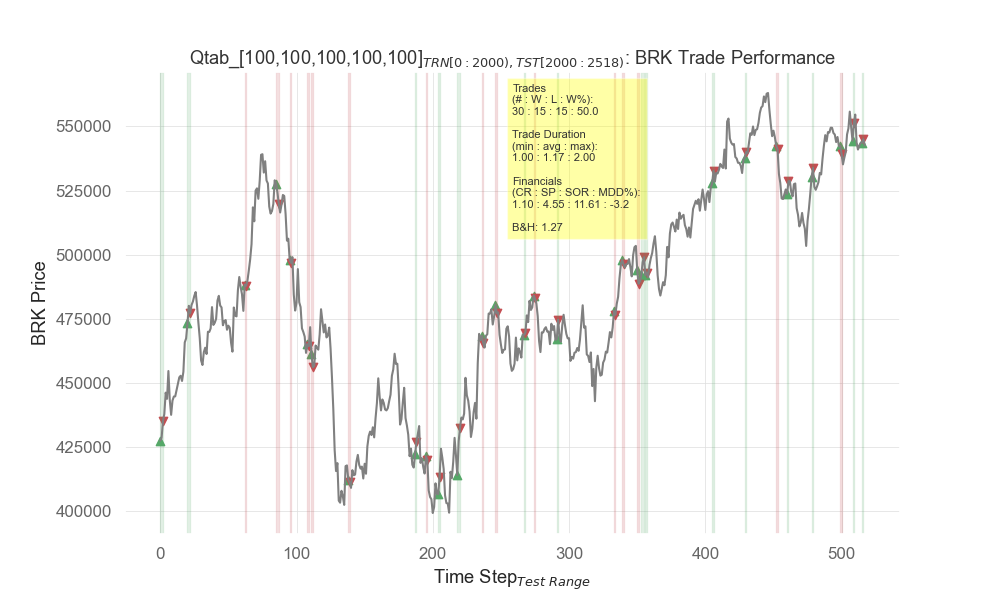 Qtab_[100,100,100,100,100]TRN[0:2000),TST[2000:2518): BRK Trade Performance
Trades
(# : W : L : W%):
30 : 15 : 15 : 50.0
Trade Duration
(min : avg : max):
1.00 : 1.17 : 2.00
Financials
(CR : SP : SOR : MDD%):
1.10 : 4.55 : 11.61 : -3.2
B&H: 1.27
BRK Price
550000
525000
500000
475000
450000
425000
400000
0 100 200 300 400 500
Time StepTest Range